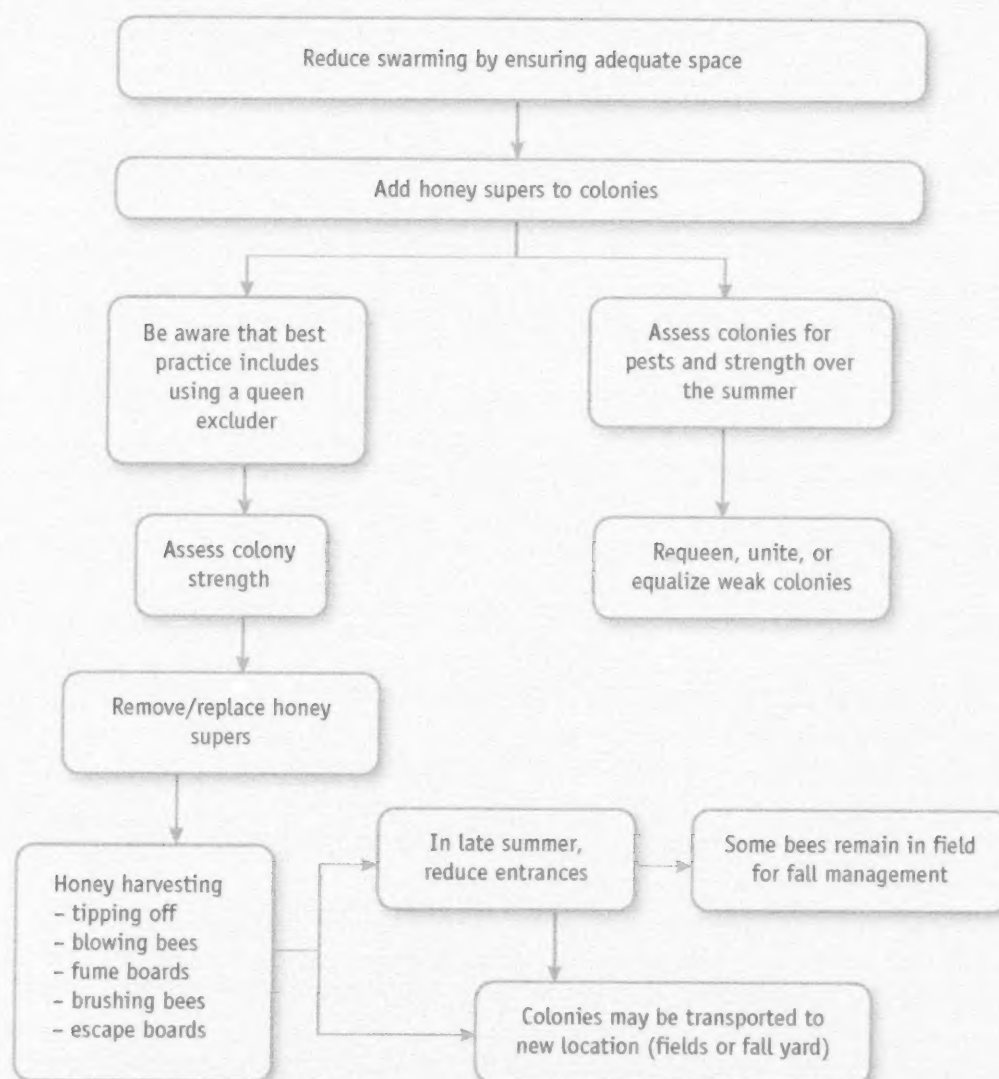 Reduce swarming by ensuring adequate space
Add honey supers to colonies
Be aware that best
practice includes
using a queen
excluder
Assess colonies for
pests and strength over
the summer
Assess colony
strength
Requeen, unite, or
equalize weak colonies
Remove/replace honey
supers
Honey harvesting
– tipping off
– blowing bees
– fume boards
– brushing bees
– escape boards
In late summer,
reduce entrances
Some bees remain in field
for fall management
Colonies may be transported to
new location (fields or fall yard)